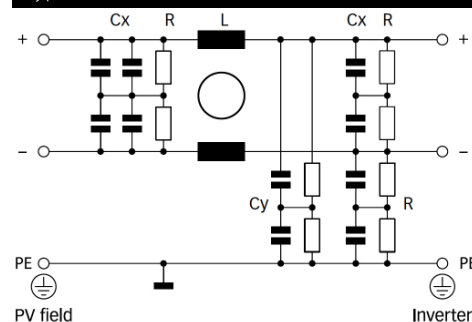 Cx R L Cx R
+ +
− −
Cy R
PE PE
PV field Inverter